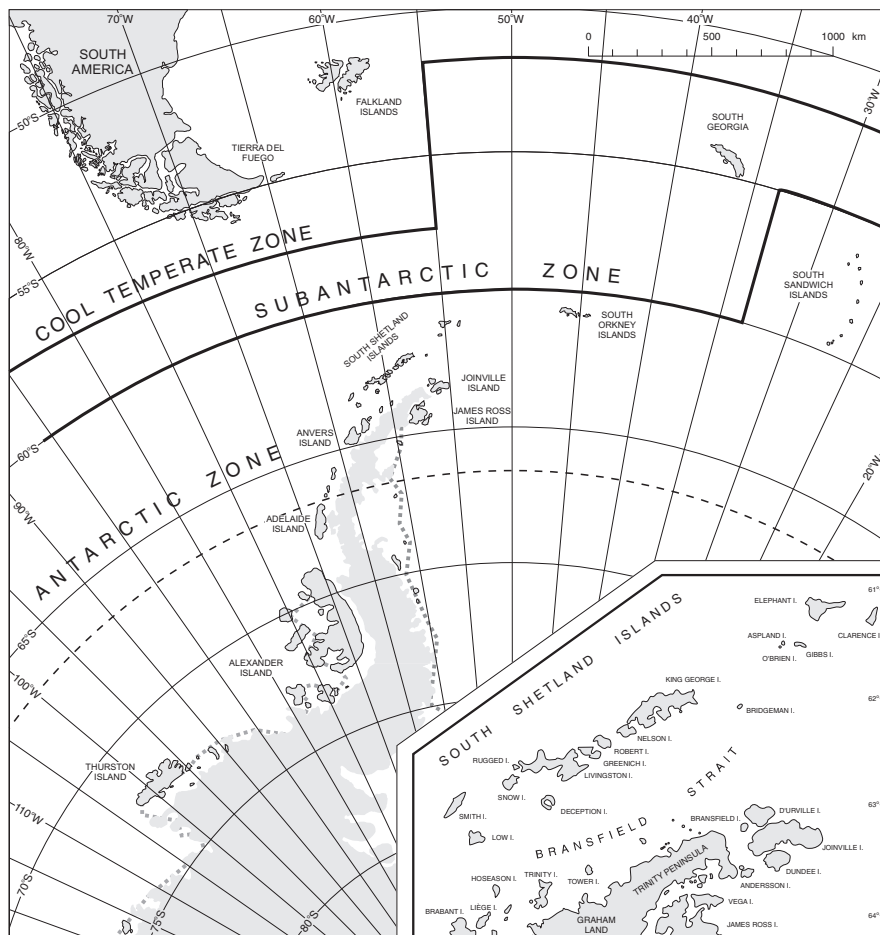 70°W
60°W
50°W
40°W
0 500 1000 km
SOUTH
AMERICA
FALKLAND
ISLANDS
30°W
50°S
SOUTH
GEORGIA
TIERRA DEL
FUEGO
80°W
COOL TEMPERATE ZONE
55°S
SUBANTARCTIC ZONE
SOUTH
SANDWICH
ISLANDS
SOUTH SHETLAND
ISLANDS
SOUTH
ORKNEY
ISLANDS
JOINVILLE
ISLAND
JAMES ROSS
ISLAND
ANVERS
ISLAND
60°S
20°W
90°W
ANTARCTIC ZONE
ADELAIDE
ISLAND
65°S
ALEXANDER
ISLAND
100°W
THURSTON
ISLAND
110°W
70°S
75°S
80°S
SOUTH SHETLAND ISLANDS
61°
ELEPHANT I.
CLARENCE I
ASPLAND I.
O'BRIEN I.
GIBBS I.
KING GEORGE I.
62°
BRIDGEMAN I.
NELSON I.
ROBERT I.
GREENICH I.
RUGGED I.
LIVINGSTON I.
SNOW I.
DECEPTION I.
SMITH I.
LOW I.
BRANSFIELD STRAIT
63°
D'URVILLE I.
BRANSFIELD I.
JOINVILLE I.
TRINITY PENINSULA
DUNDEE I.
ANDERSSON I.
HOSEASON I.
TRINITY I.
TOWER I.
VEGA I.
LIÈGE I.
BRABANT I.
GRAHAM
LAND
64°
JAMES ROSS I.